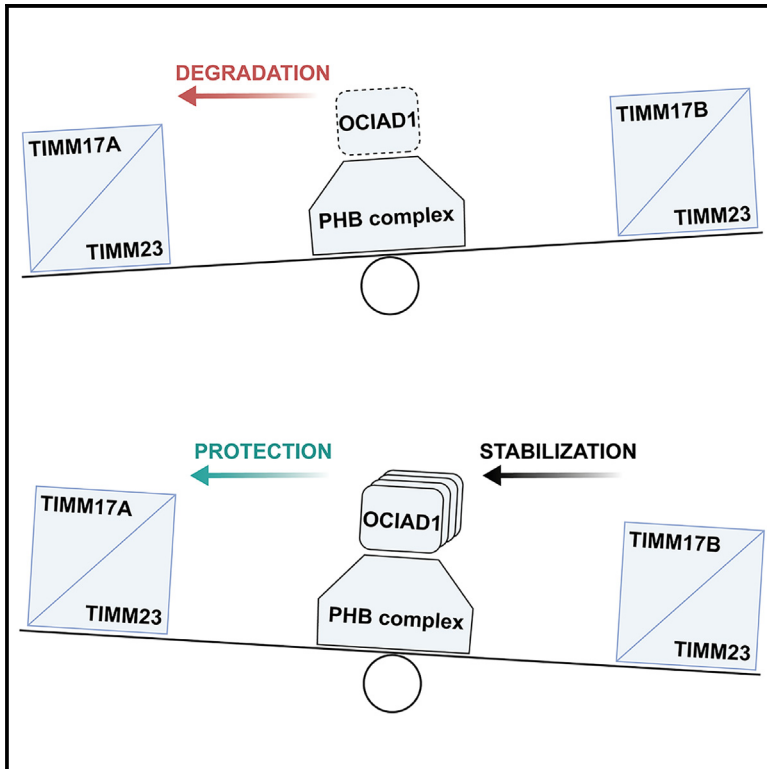 DEGRADATION
OCIAD1
TIMM17A
TIMM23
PHB complex
TIMM17B
TIMM23
PROTECTION
STABILIZATION
TIMM17A
TIMM23
OCIAD1
PHB complex
TIMM17B
TIMM23